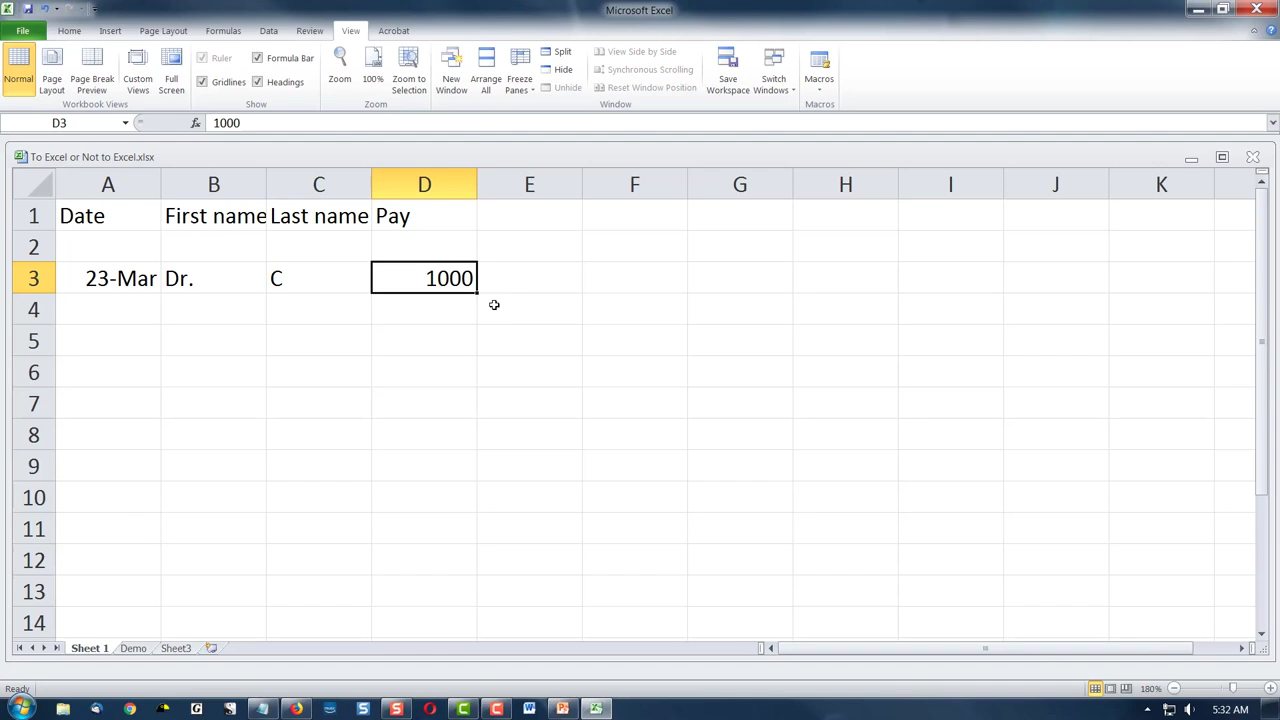 Microsoft Excel
File Home Insert Page Layout Formulas Data Review View Acrobat
Normal Page Layout Page Break Preview Custom Views Full Screen
Workbook Views
Ruler Formula Bar
Gridlines Headings
Show
Zoom 100% Zoom to Selection
Zoom
New Window Arrange All Freeze Panes
Split
Hide
Unhide
View Side by Side
Synchronous Scrolling
Reset Window Position
Window
Save Workspace Switch Windows
Macros
Macros
D3 fx 1000
To Excel or Not to Excel.xlsx
A B C D E F G H I J K
1 Date First name Last name Pay
2
3 23-Mar Dr. C 1000
4
5
6
7
8
9
10
11
12
13
14
Sheet 1 Demo Sheet3
Ready 180%
5:32 AM